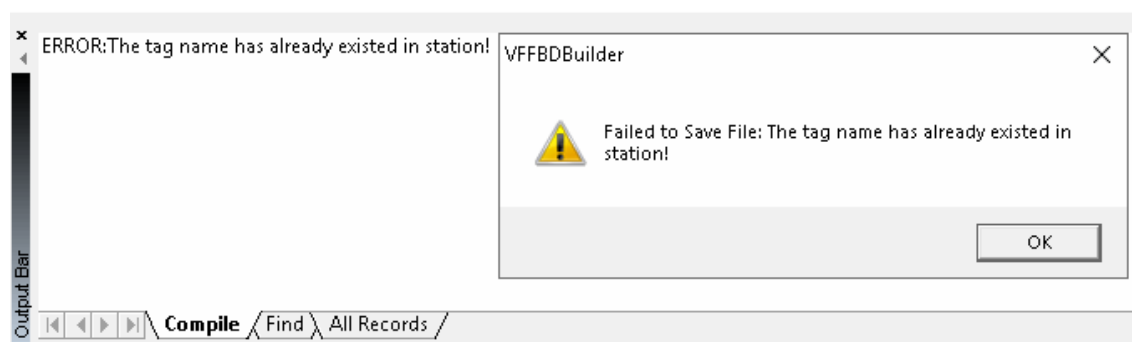 ERROR:The tag name has already existed in station!
VFFBDBuilder
Failed to Save File: The tag name has already existed in
station!
OK
Output Bar
Compile
Find
All Records